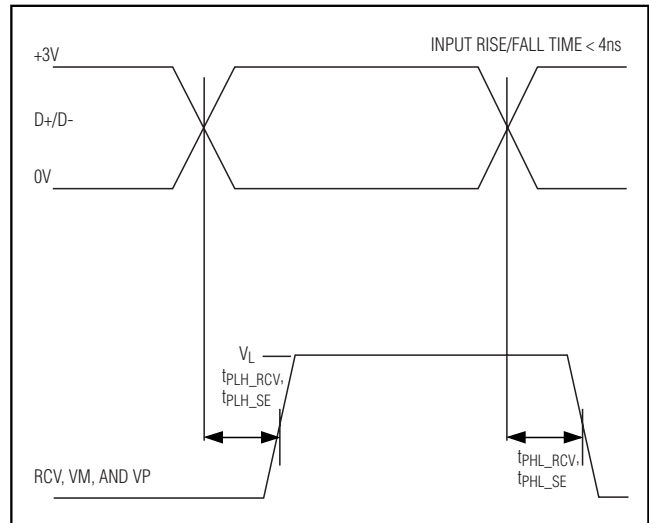 INPUT RISE/FALL TIME < 4ns
+3V
D+/D-
0V
VL
tPLH_RCV,
tPLH_SE
tPHL_RCV,
tPHL_SE
RCV, VM, AND VP